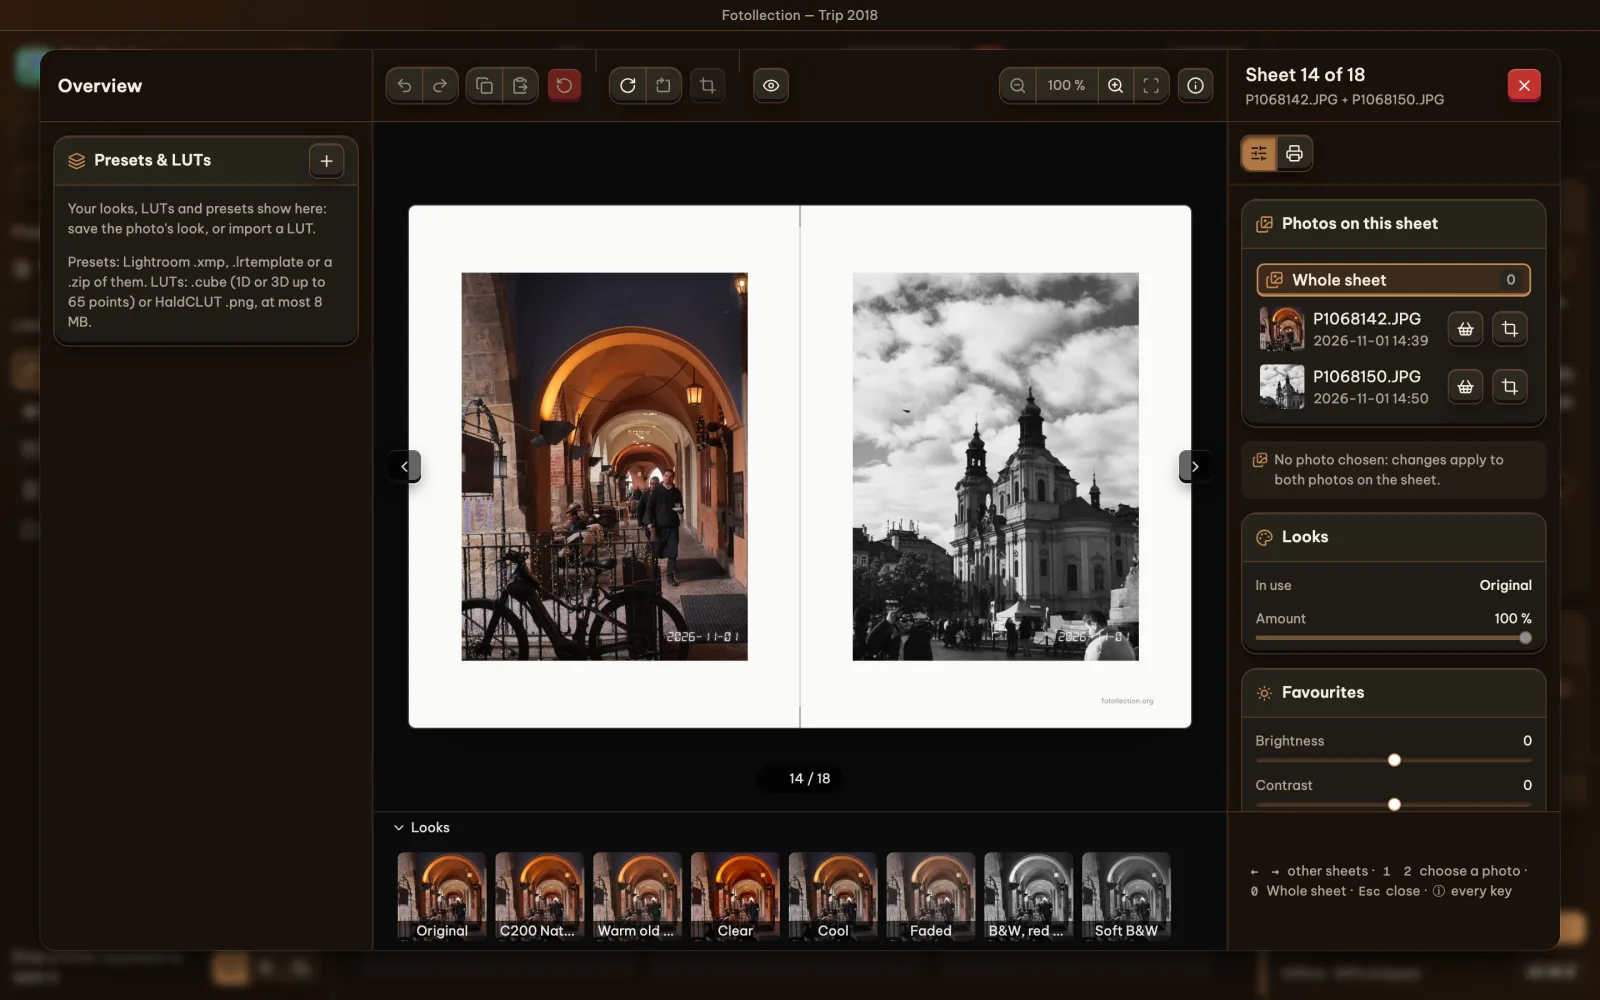 Fotollection — Trip 2018
Overview
100 %
Sheet 14 of 18
P1068142.JPG + P1068150.JPG
Presets & LUTs
Your looks, LUTs and presets show here:
save the photo's look, or import a LUT.
Presets: Lightroom .xmp, .lrtemplate or a
.zip of them. LUTs: .cube (1D or 3D up to
65 points) or HaldCLUT .png, at most 8
MB.
2026-11-01
2026-11-01
fotollection.org
14 / 18
Photos on this sheet
Whole sheet 0
P1068142.JPG
2026-11-01 14:39
P1068150.JPG
2026-11-01 14:50
No photo chosen: changes apply to
both photos on the sheet.
Looks
In use Original
Amount 100 %
Favourites
Brightness 0
Contrast 0
Looks
Original
C200 Nat...
Warm old ...
Clear
Cool
Faded
B&W, red ...
Soft B&W
← → other sheets · 1 2 choose a photo ·
0 Whole sheet · Esc close · ⓘ every key